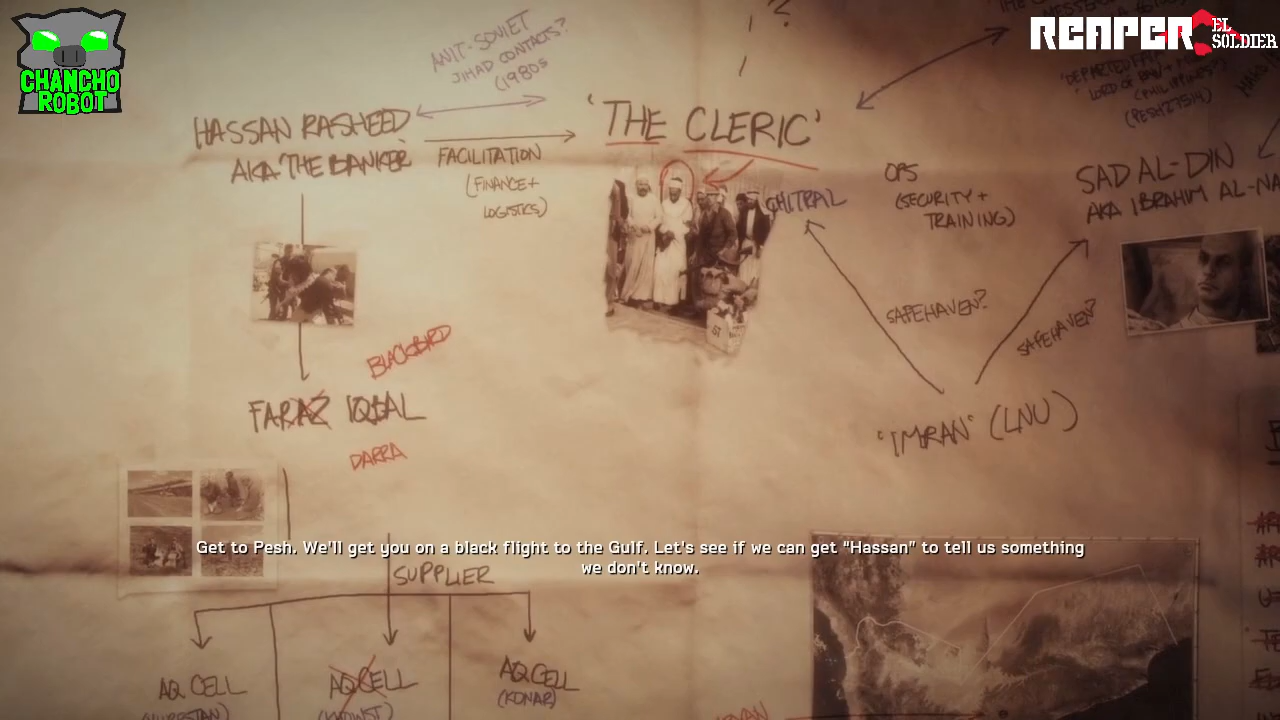 CHANCHO
ROBOT
REAPER
EL
SOLDIER
JIHAD CONTACTS?
(1980s
?
HASSAN RASHEED
AKA 'THE BANKER
FACILITATION
(FINANCE+
LOGISTICS)
'THE CLERIC'
CHITRAL
OPS
(SECURITY +
TRAINING)
SAD AL-DIN
AKA IBRAHIM AL-NA
SAFEHAVEN?
SAFEHAVEN?
"IMRAN" (LNU)
BLACKBIRD
FARAZ IQBAL
DARRA
Get to Pesh. We'll get you on a black flight to the Gulf. Let's see if we can get "Hassan" to tell us something
we don't know.
SUPPLIER
AQ CELL
AQ CELL
AQ CELL
(KONAR)